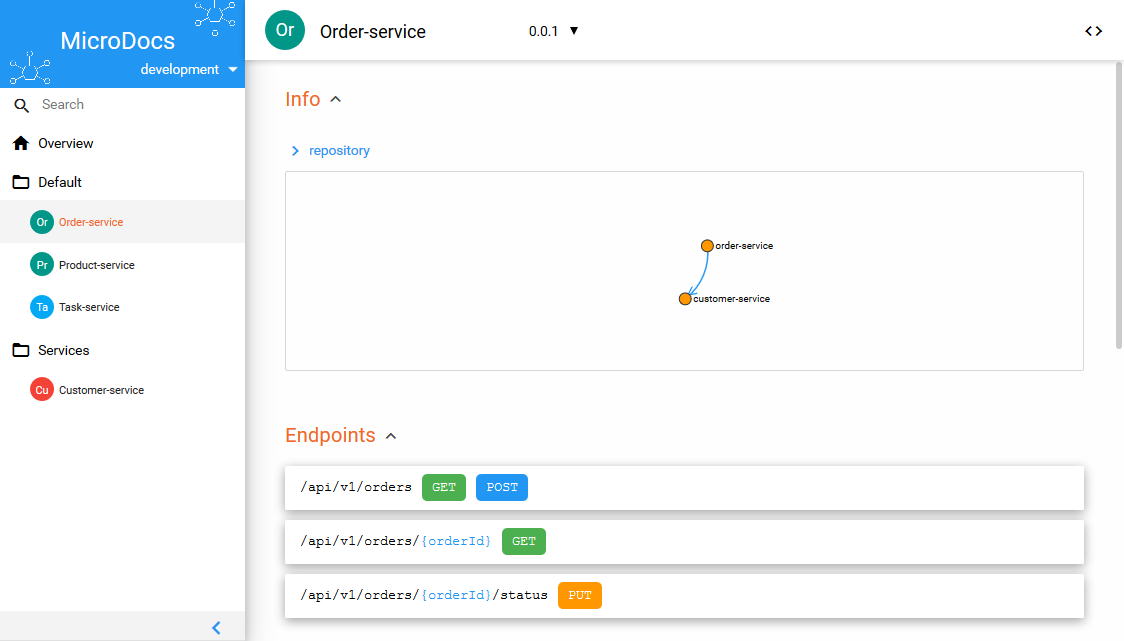 MicroDocs
development
Search
Overview
Default
Or Order-service
Pr Product-service
Ta Task-service
Services
Cu Customer-service
Or Order-service 0.0.1
Info
repository
order-service
customer-service
Endpoints
/api/v1/orders GET POST
/api/v1/orders/{orderId} GET
/api/v1/orders/{orderId}/status PUT